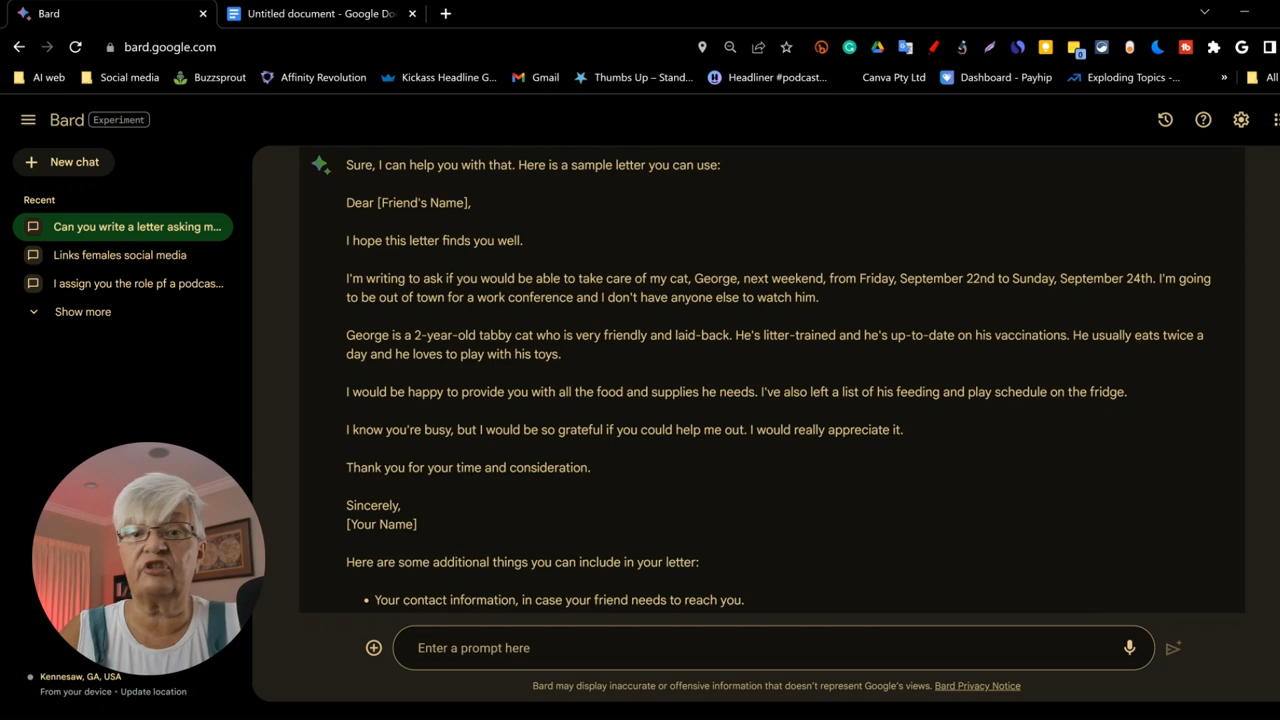 Bard
Untitled document - Google Do
bard.google.com
0
AI web
Social media
Buzzsprout
Affinity Revolution
Kickass Headline G...
Gmail
Thumbs Up – Stand...
Headliner #podcast...
Canva Pty Ltd
Dashboard - Payhip
Exploding Topics -...
»
All
Bard
Experiment
New chat
Recent
Can you write a letter asking m...
Links females social media
I assign you the role pf a podcas...
Show more
Sure, I can help you with that. Here is a sample letter you can use:
Dear [Friend's Name],
I hope this letter finds you well.
I'm writing to ask if you would be able to take care of my cat, George, next weekend, from Friday, September 22nd to Sunday, September 24th. I'm going
to be out of town for a work conference and I don't have anyone else to watch him.
George is a 2-year-old tabby cat who is very friendly and laid-back. He's litter-trained and he's up-to-date on his vaccinations. He usually eats twice a
day and he loves to play with his toys.
I would be happy to provide you with all the food and supplies he needs. I've also left a list of his feeding and play schedule on the fridge.
I know you're busy, but I would be so grateful if you could help me out. I would really appreciate it.
Thank you for your time and consideration.
Sincerely,
[Your Name]
Here are some additional things you can include in your letter:
• Your contact information, in case your friend needs to reach you.
Enter a prompt here
Bard may display inaccurate or offensive information that doesn't represent Google's views. Bard Privacy Notice
Kennesaw, GA, USA
From your device • Update location